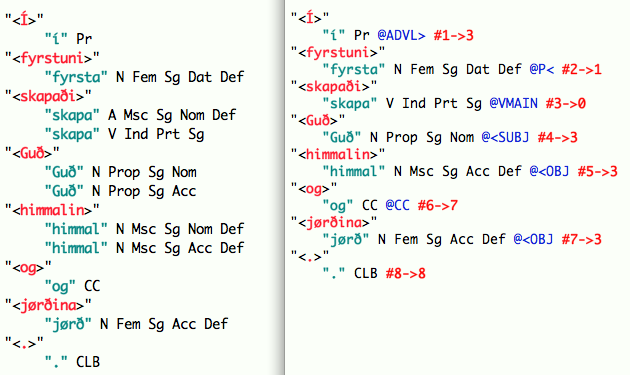 "<Í>"
"í" Pr
"<fyrstuni>"
"fyrsta" N Fem Sg Dat Def
"<skapaði>"
"skapa" A Msc Sg Nom Def
"skapa" V Ind Prt Sg
"<Guð>"
"Guð" N Prop Sg Nom
"Guð" N Prop Sg Acc
"<himmalin>"
"himmal" N Msc Sg Nom Def
"himmal" N Msc Sg Acc Def
"<og>"
"og" CC
"<jørðina>"
"jørð" N Fem Sg Acc Def
"<.>"
"." CLB
"<Í>"
"í" Pr @ADVL> #1->3
"<fyrstuni>"
"fyrsta" N Fem Sg Dat Def @P< #2->1
"<skapaði>"
"skapa" V Ind Prt Sg @VMAIN #3->0
"<Guð>"
"Guð" N Prop Sg Nom @<SUBJ #4->3
"<himmalin>"
"himmal" N Msc Sg Acc Def @<OBJ #5->3
"<og>"
"og" CC @CC #6->7
"<jørðina>"
"jørð" N Fem Sg Acc Def @<OBJ #7->3
"<.>"
"." CLB #8->8